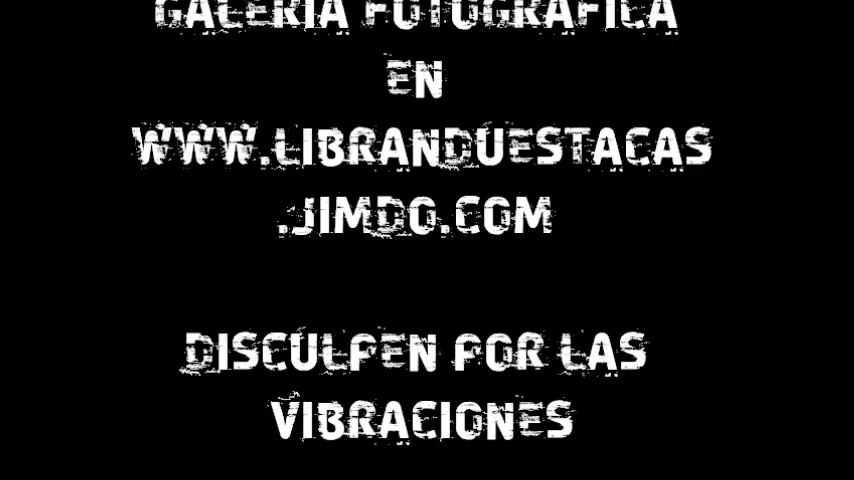 GALERIA FOTOGRAFICA
EN
WWW.LIBRANDUESTACAS
.JIMDO.COM
DISCULPEN POR LAS
VIBRACIONES